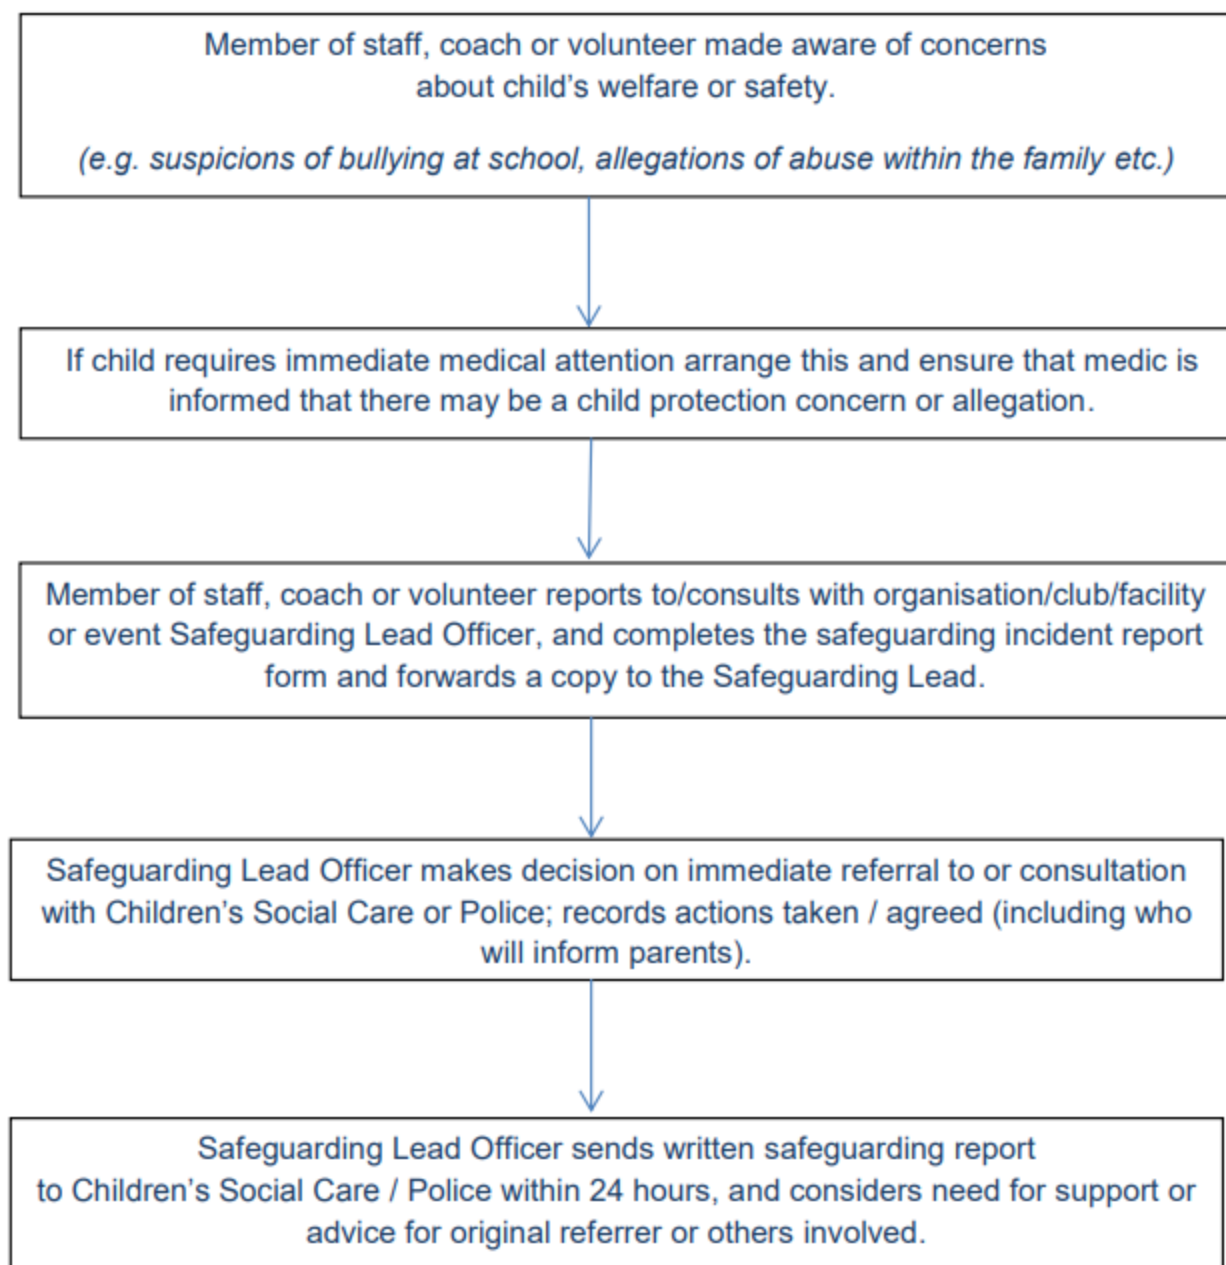 Member of staff, coach or volunteer made aware of concerns
about child’s welfare or safety.
(e.g. suspicions of bullying at school, allegations of abuse within the family etc.)
If child requires immediate medical attention arrange this and ensure that medic is
informed that there may be a child protection concern or allegation.
Member of staff, coach or volunteer reports to/consults with organisation/club/facility
or event Safeguarding Lead Officer, and completes the safeguarding incident report
form and forwards a copy to the Safeguarding Lead.
Safeguarding Lead Officer makes decision on immediate referral to or consultation
with Children’s Social Care or Police; records actions taken / agreed (including who
will inform parents).
Safeguarding Lead Officer sends written safeguarding report
to Children’s Social Care / Police within 24 hours, and considers need for support or
advice for original referrer or others involved.